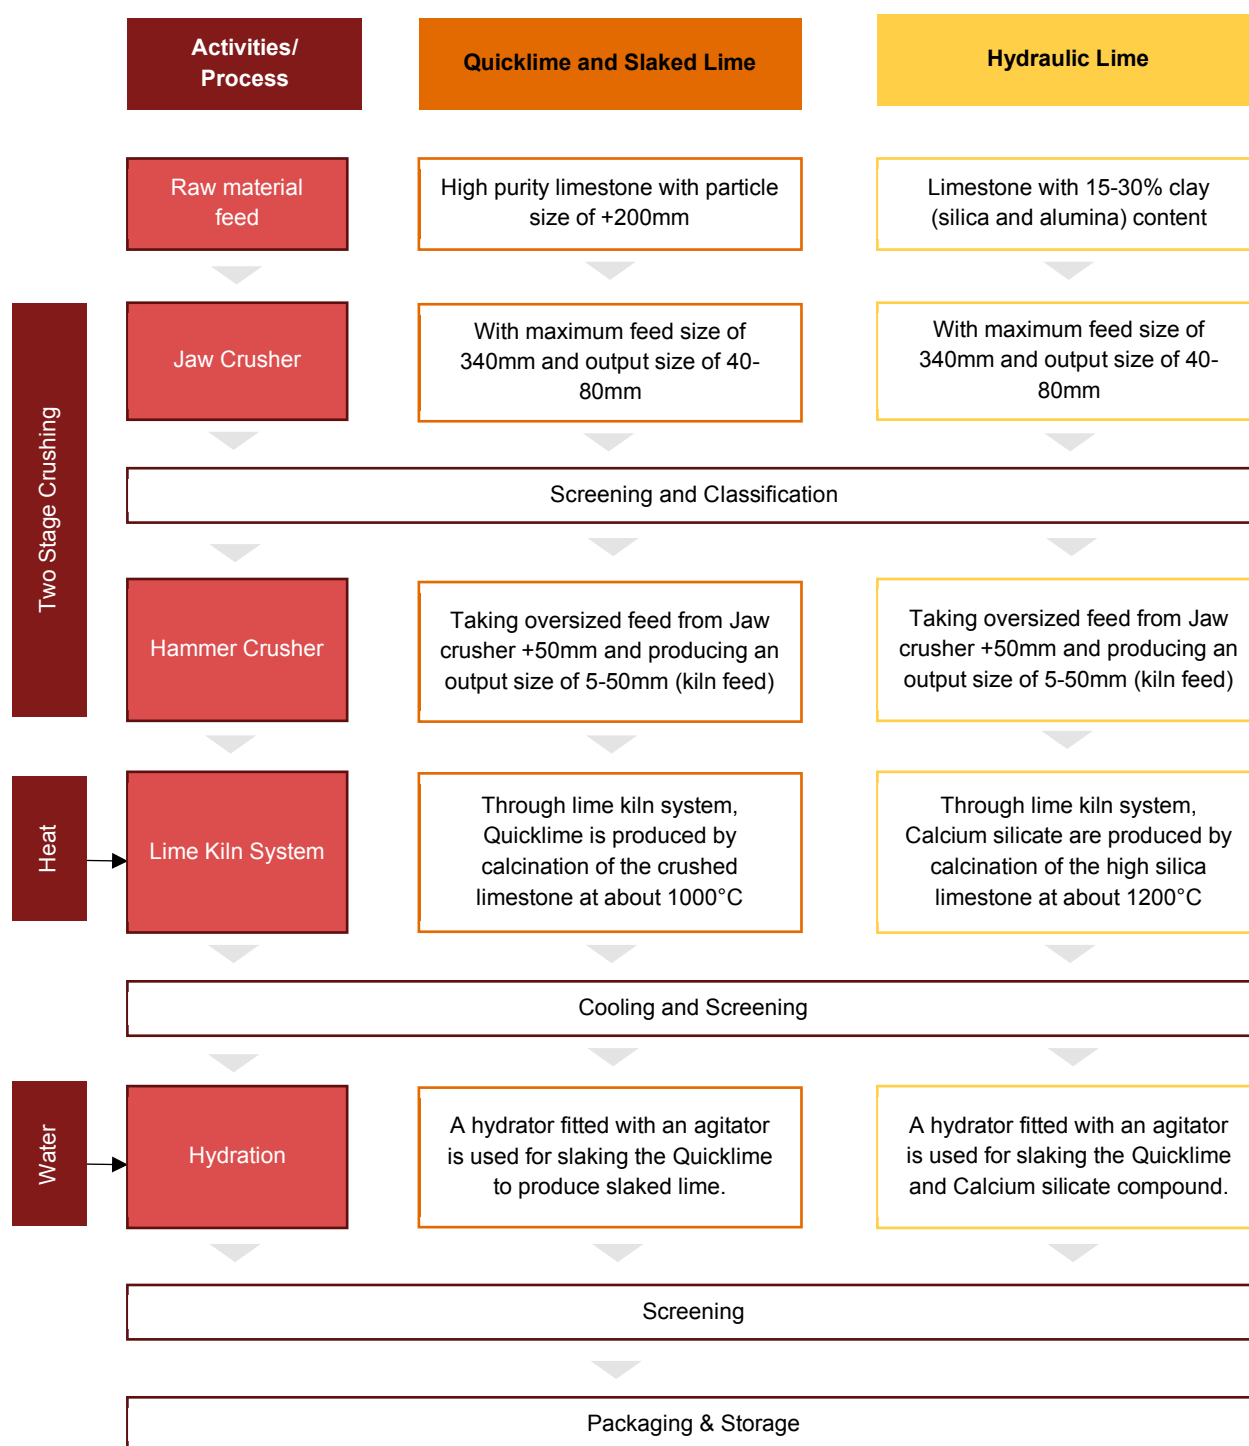 Activities/
Process
Quicklime and Slaked Lime
Hydraulic Lime
Raw material
feed
High purity limestone with particle
size of +200mm
Limestone with 15-30% clay
(silica and alumina) content
Two Stage Crushing
Jaw Crusher
With maximum feed size of
340mm and output size of 40-
80mm
With maximum feed size of
340mm and output size of 40-
80mm
Screening and Classification
Hammer Crusher
Taking oversized feed from Jaw
crusher +50mm and producing an
output size of 5-50mm (kiln feed)
Taking oversized feed from Jaw
crusher +50mm and producing an
output size of 5-50mm (kiln feed)
Heat
Lime Kiln System
Through lime kiln system,
Quicklime is produced by
calcination of the crushed
limestone at about 1000°C
Through lime kiln system,
Calcium silicate are produced by
calcination of the high silica
limestone at about 1200°C
Cooling and Screening
Water
Hydration
A hydrator fitted with an agitator
is used for slaking the Quicklime
to produce slaked lime.
A hydrator fitted with an agitator
is used for slaking the Quicklime
and Calcium silicate compound.
Screening
Packaging & Storage